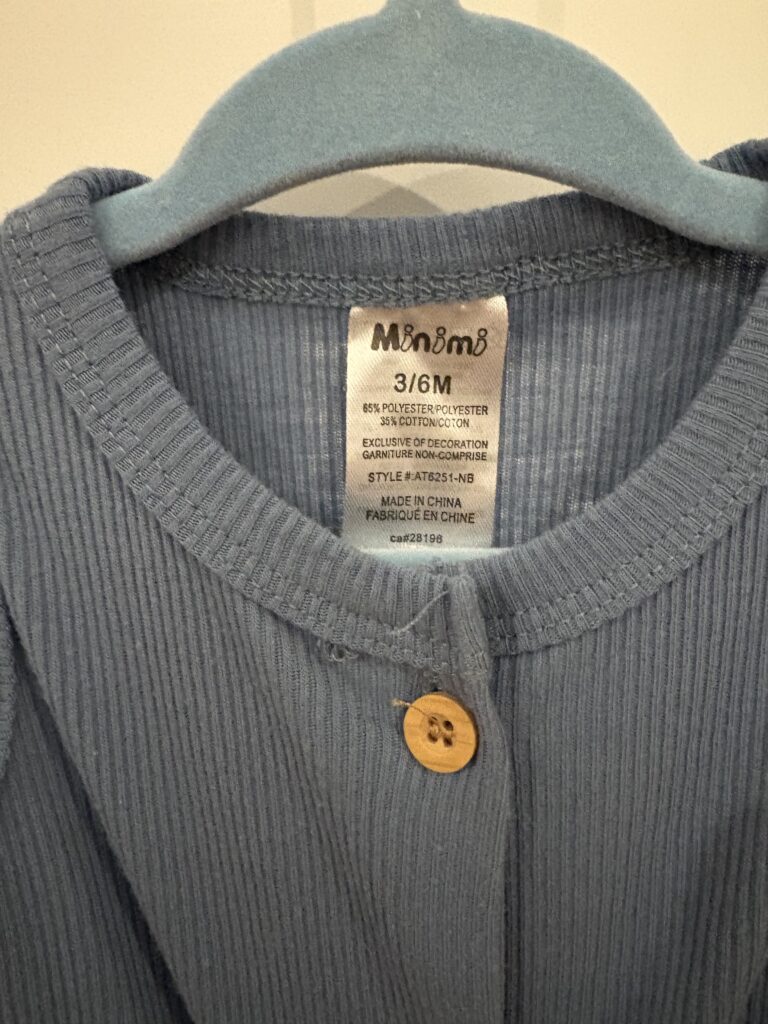 Minimi
3/6M
65% POLYESTER/POLYESTER
35% COTTON/COTON
EXCLUSIVE OF DECORATION
GARNITURE NON-COMPRISE
STYLE #:AT6251-NB
MADE IN CHINA
FABRIQUÉ EN CHINE
ca#28196